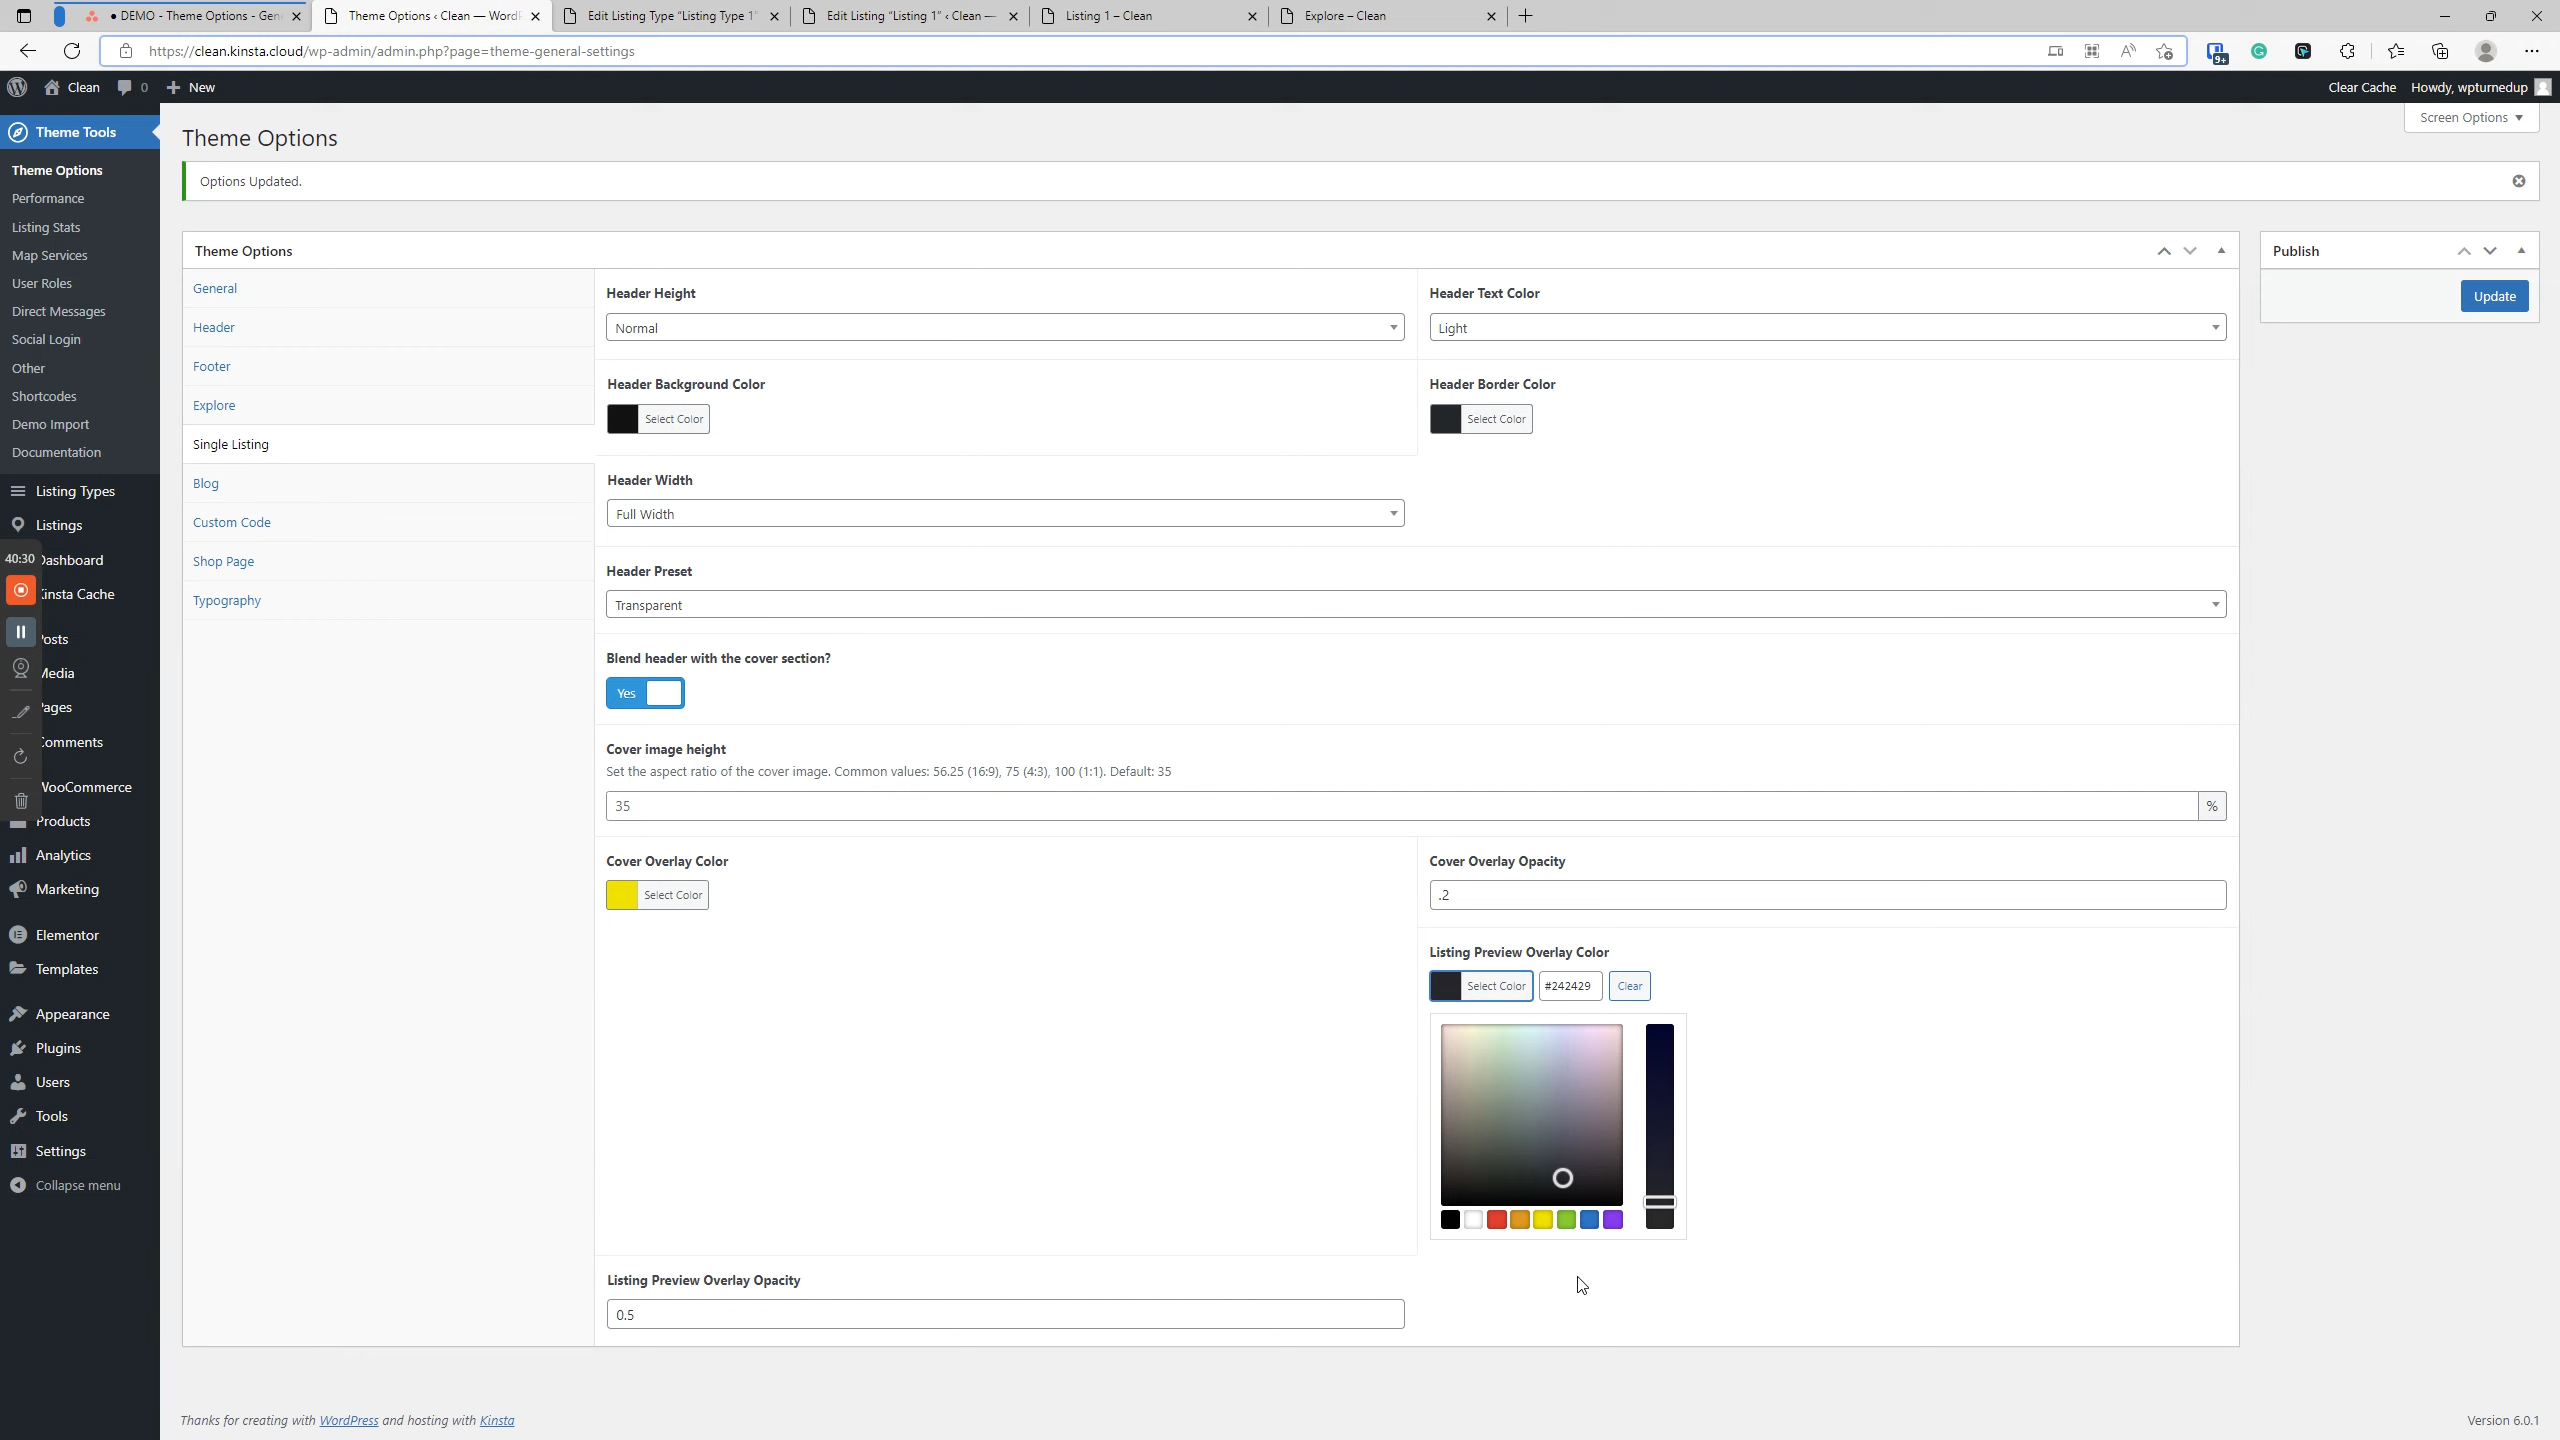 ● DEMO - Theme Options - Gen
Theme Options ‹ Clean — WordP
Edit Listing Type "Listing Type 1"
Edit Listing "Listing 1" ‹ Clean —
Listing 1 – Clean
Explore – Clean
https://clean.kinsta.cloud/wp-admin/admin.php?page=theme-general-settings
9+
Clean
0
New
Clear Cache
Howdy, wpturnedup
Theme Tools
Theme Options
Performance
Listing Stats
Map Services
User Roles
Direct Messages
Social Login
Other
Shortcodes
Demo Import
Documentation
Listing Types
Listings
40:30
Dashboard
Kinsta Cache
Posts
Media
Pages
Comments
WooCommerce
Products
Analytics
Marketing
Elementor
Templates
Appearance
Plugins
Users
Tools
Settings
Collapse menu
Theme Options
Screen Options
Options Updated.
Theme Options
General
Header
Footer
Explore
Single Listing
Blog
Custom Code
Shop Page
Typography
Header Height
Normal
Header Text Color
Light
Header Background Color
Select Color
Header Border Color
Select Color
Header Width
Full Width
Header Preset
Transparent
Blend header with the cover section?
Yes
Cover image height
Set the aspect ratio of the cover image. Common values: 56.25 (16:9), 75 (4:3), 100 (1:1). Default: 35
35
%
Cover Overlay Color
Select Color
Cover Overlay Opacity
.2
Listing Preview Overlay Color
Select Color
#242429
Clear
Listing Preview Overlay Opacity
0.5
Publish
Update
Thanks for creating with WordPress and hosting with Kinsta
Version 6.0.1